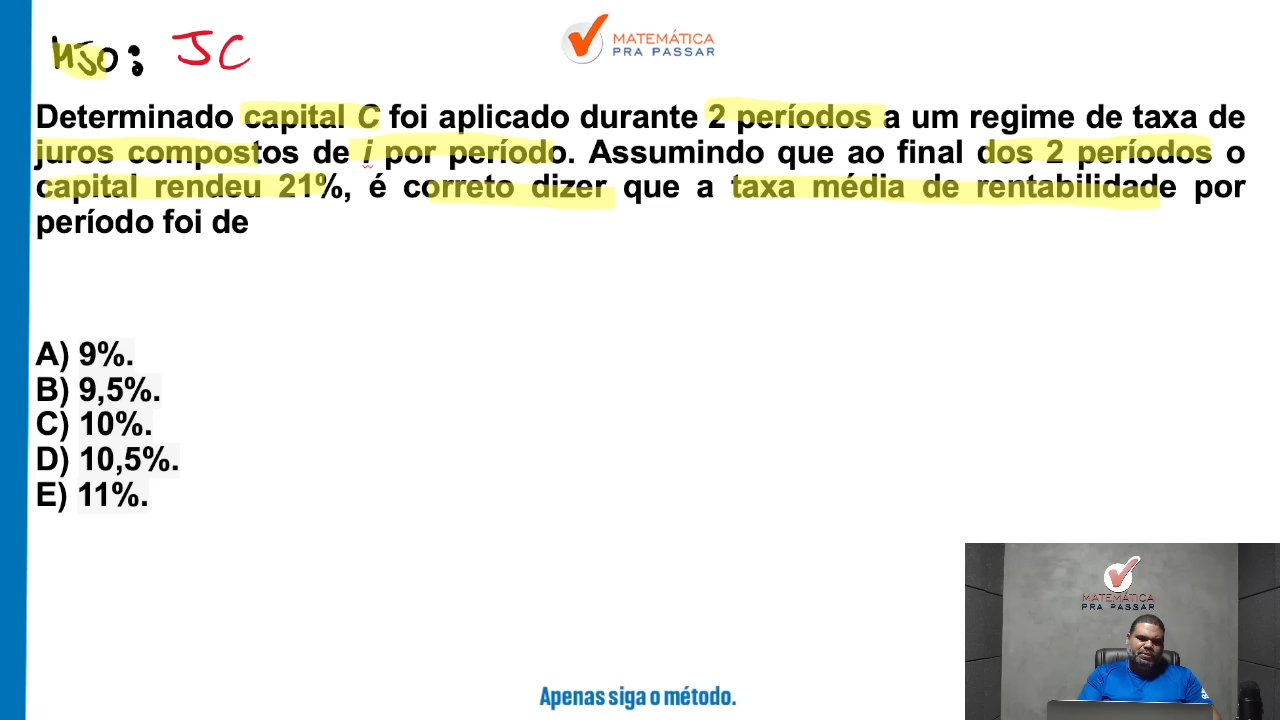 MJO: JC
MATEMÁTICA
PRA PASSAR
Determinado capital C foi aplicado durante 2 períodos a um regime de taxa de
juros compostos de i por período. Assumindo que ao final dos 2 períodos o
capital rendeu 21%, é correto dizer que a taxa média de rentabilidade por
período foi de
A) 9%.
B) 9,5%.
C) 10%.
D) 10,5%.
E) 11%.
MATEMÁTICA
PRA PASSAR
Apenas siga o método.